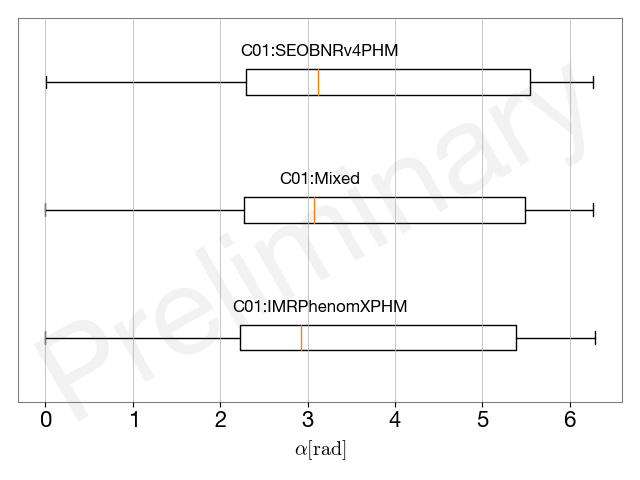 C01:SEOBNRv4PHM
C01:Mixed
C01:IMRPhenomXPHM
Preliminary
0 1 2 3 4 5 6
α[rad]